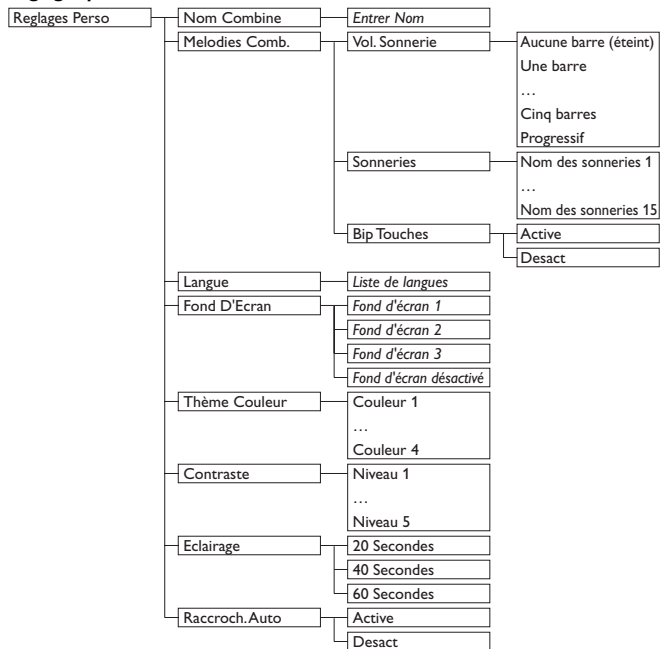 Reglages Perso
Nom Combine
Entrer Nom
Melodies Comb.
Vol. Sonnerie
Aucune barre (éteint)
Une barre
…
Cinq barres
Progressif
Sonneries
Nom des sonneries 1
…
Nom des sonneries 15
Bip Touches
Active
Desact
Langue
Liste de langues
Fond D'Ecran
Fond d'écran 1
Fond d'écran 2
Fond d'écran 3
Fond d'écran désactivé
Thème Couleur
Couleur 1
…
Couleur 4
Contraste
Niveau 1
…
Niveau 5
Eclairage
20 Secondes
40 Secondes
60 Secondes
Raccroch. Auto
Active
Desact